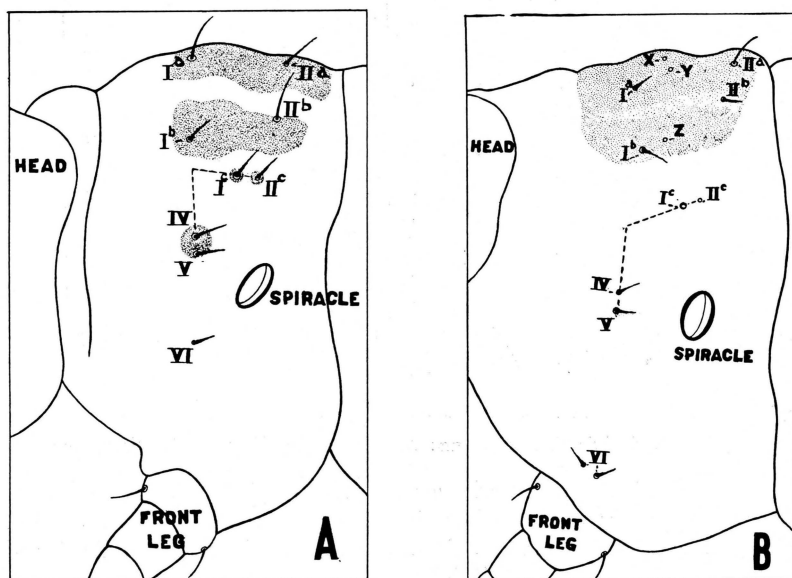 Iᵃ IIᵃ
IIᵇ
Iᵇ
HEAD
Iᶜ IIᶜ
IV
V
SPIRACLE
VI
FRONT
LEG
A
X Y IIᵃ
Iᵃ IIᵇ
Z
HEAD
Iᵇ
Iᶜ IIᶜ
IV
V
SPIRACLE
VI
FRONT
LEG
B